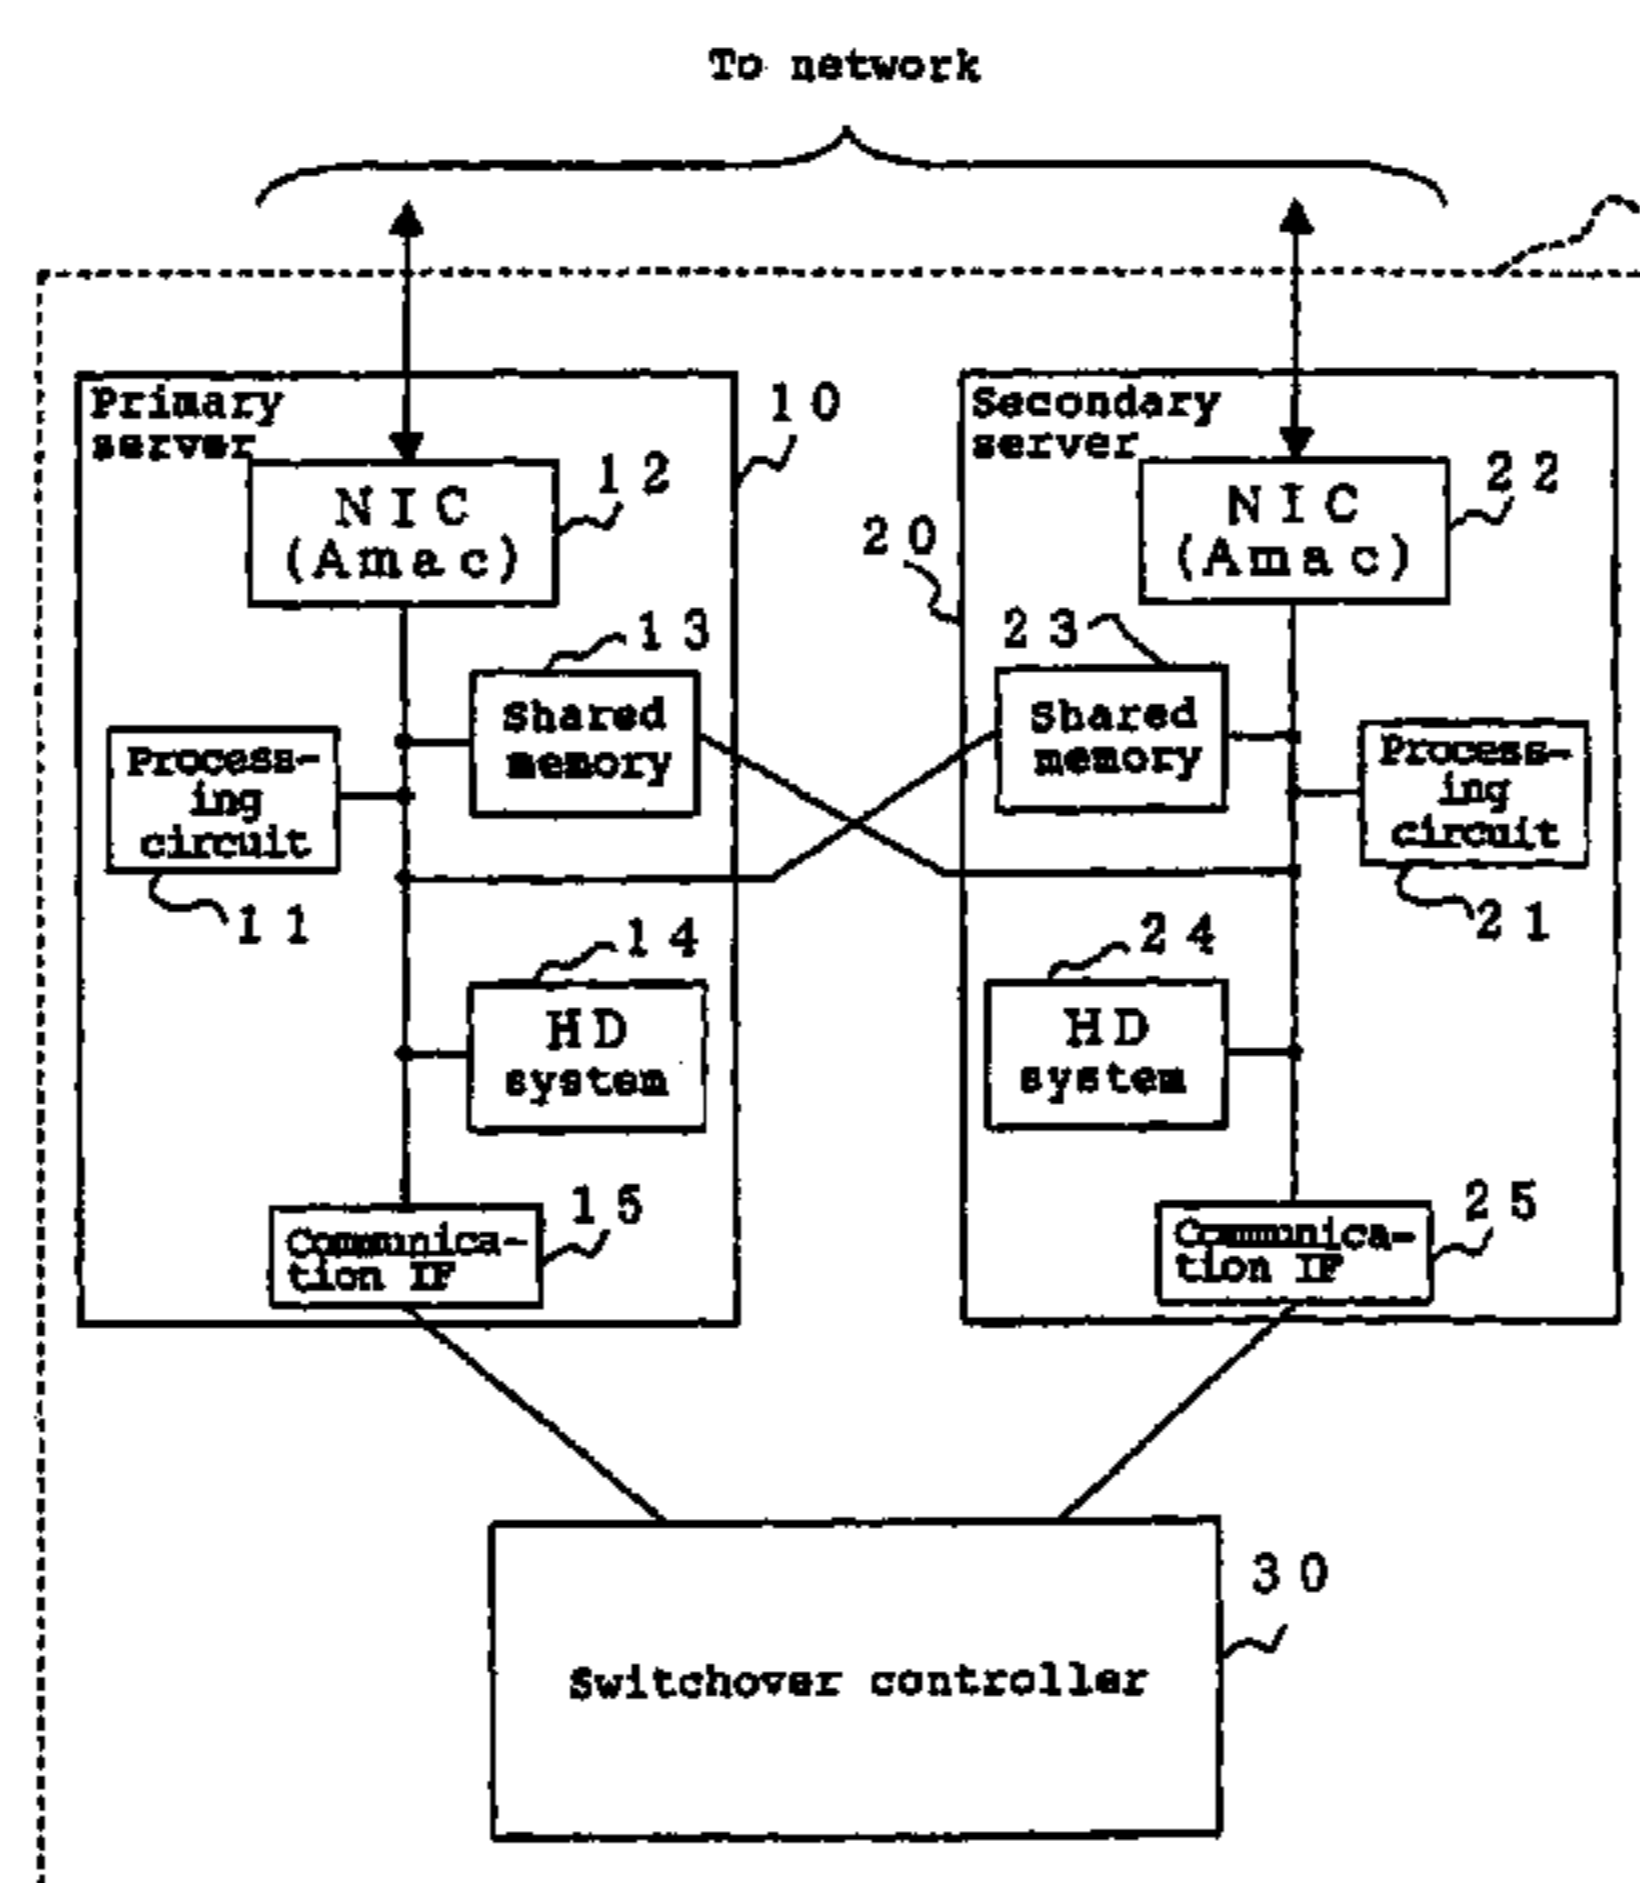 To network
Primary
server
10
NIC
(Amac)
12
13
Shared
memory
Process-
ing
circuit
11
14
HD
system
15
Communica-
tion IF
Secondary
server
20
NIC
(Amac)
22
23
Shared
memory
Process-
ing
circuit
21
24
HD
system
25
Communica-
tion IF
30
Switchover controller